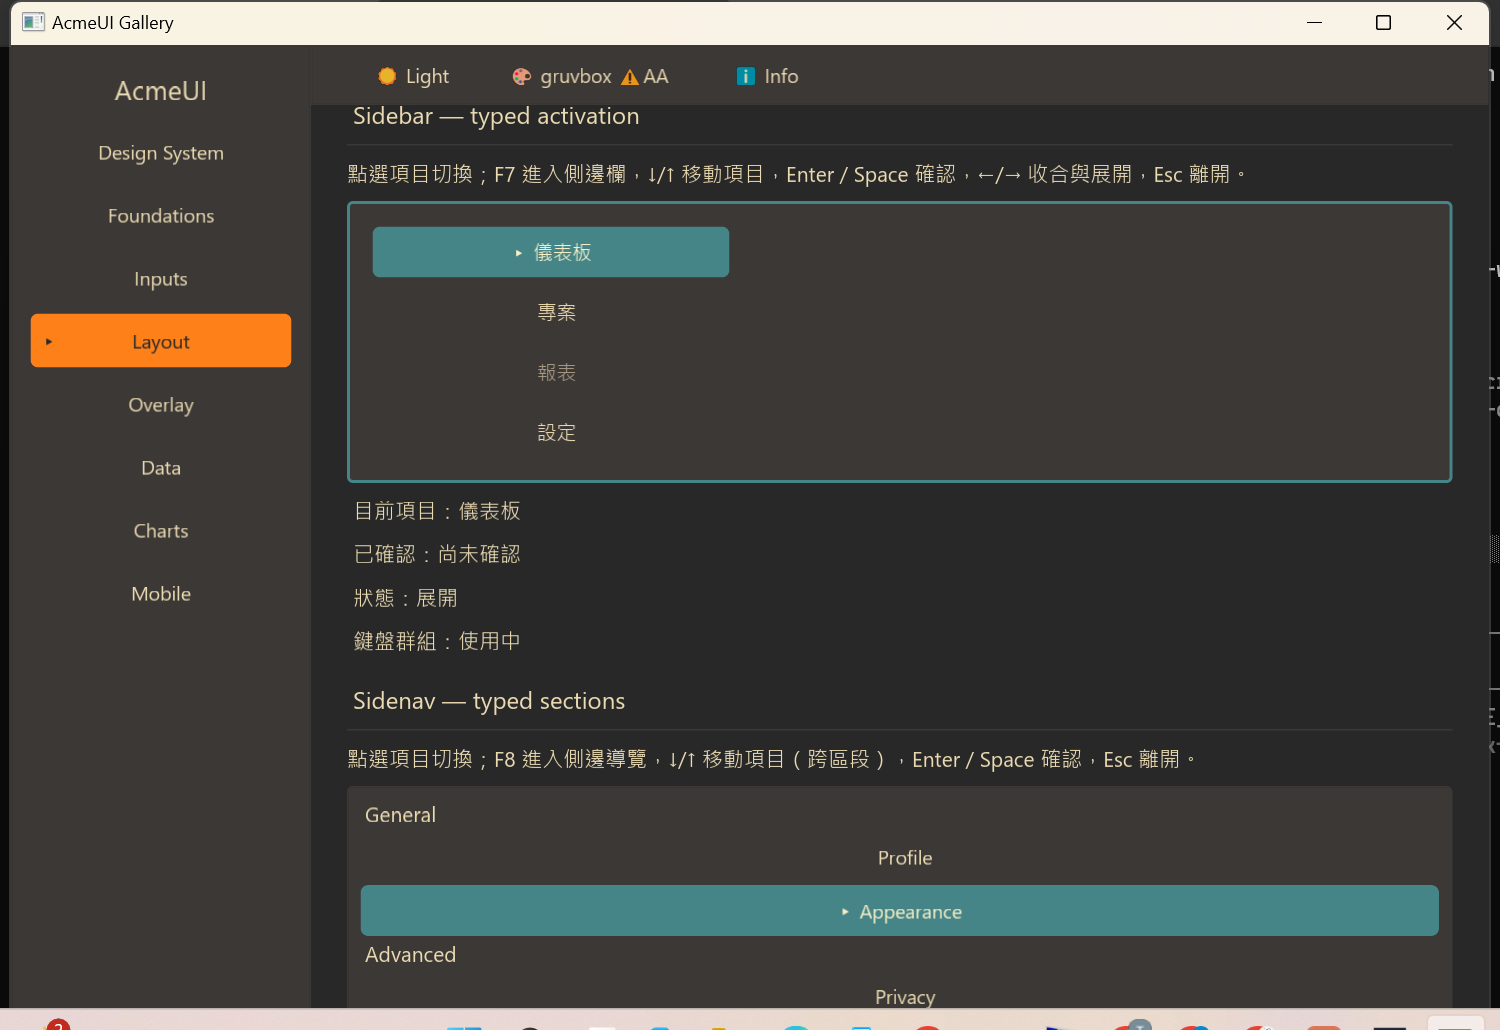 AcmeUI Gallery
AcmeUI
Design System
Foundations
Inputs
Layout
Overlay
Data
Charts
Mobile
Light
gruvbox ⚠ AA
Info
Sidebar — typed activation
點選項目切換；F7 進入側邊欄，↓/↑ 移動項目，Enter / Space 確認，←/→ 收合與展開，Esc 離開。
▸ 儀表板
專案
報表
設定
目前項目：儀表板
已確認：尚未確認
狀態：展開
鍵盤群組：使用中
Sidenav — typed sections
點選項目切換；F8 進入側邊導覽，↓/↑ 移動項目（跨區段），Enter / Space 確認，Esc 離開。
General
Profile
▸ Appearance
Advanced
Privacy